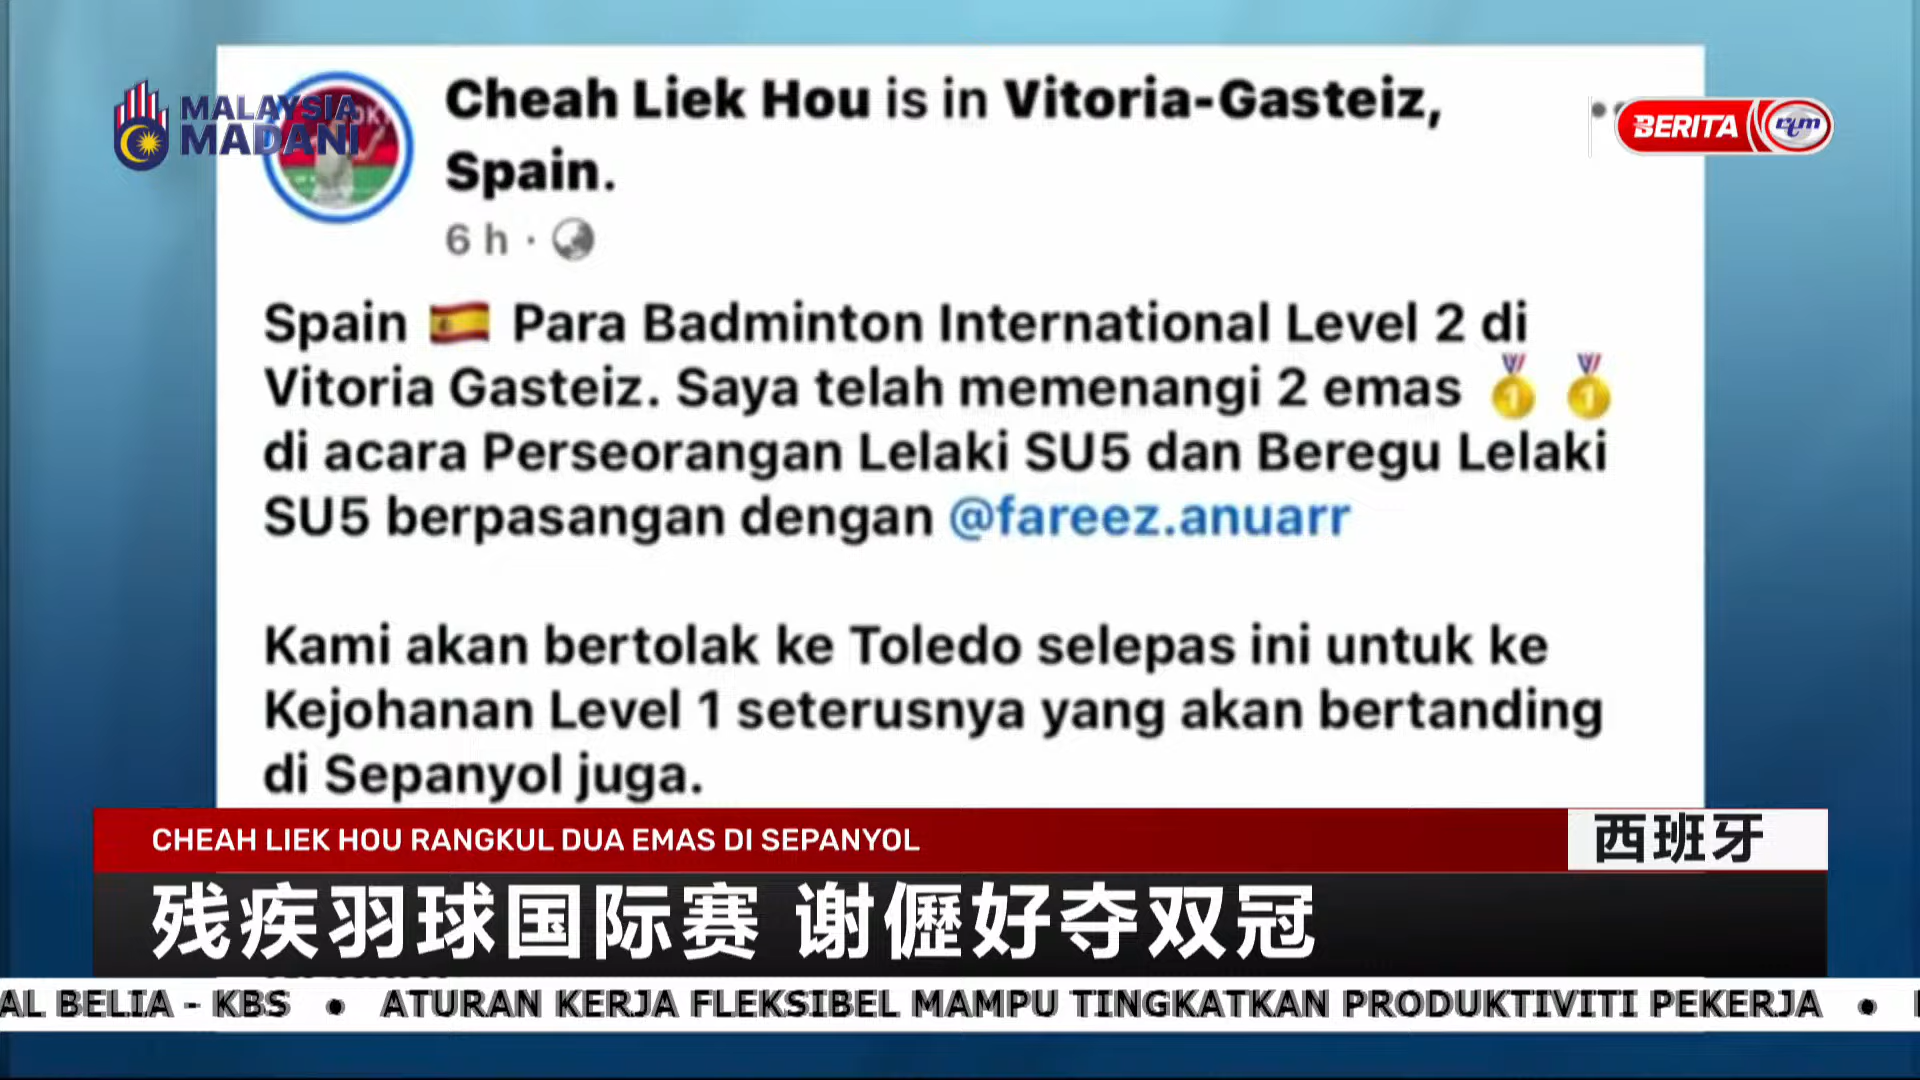 Cheah Liek Hou is in Vitoria-Gasteiz,
Spain.
6 h ·
MALAYSIA
MADANI
BERITA rtm
Spain 🇪🇸 Para Badminton International Level 2 di
Vitoria Gasteiz. Saya telah memenangi 2 emas 🥇 🥇
di acara Perseorangan Lelaki SU5 dan Beregu Lelaki
SU5 berpasangan dengan @fareez.anuarr
Kami akan bertolak ke Toledo selepas ini untuk ke
Kejohanan Level 1 seterusnya yang akan bertanding
di Sepanyol juga.
CHEAH LIEK HOU RANGKUL DUA EMAS DI SEPANYOL
西班牙
残疾羽球国际赛 谢儮好夺双冠
AL BELIA - KBS • ATURAN KERJA FLEKSIBEL MAMPU TINGKATKAN PRODUKTIVITI PEKERJA •